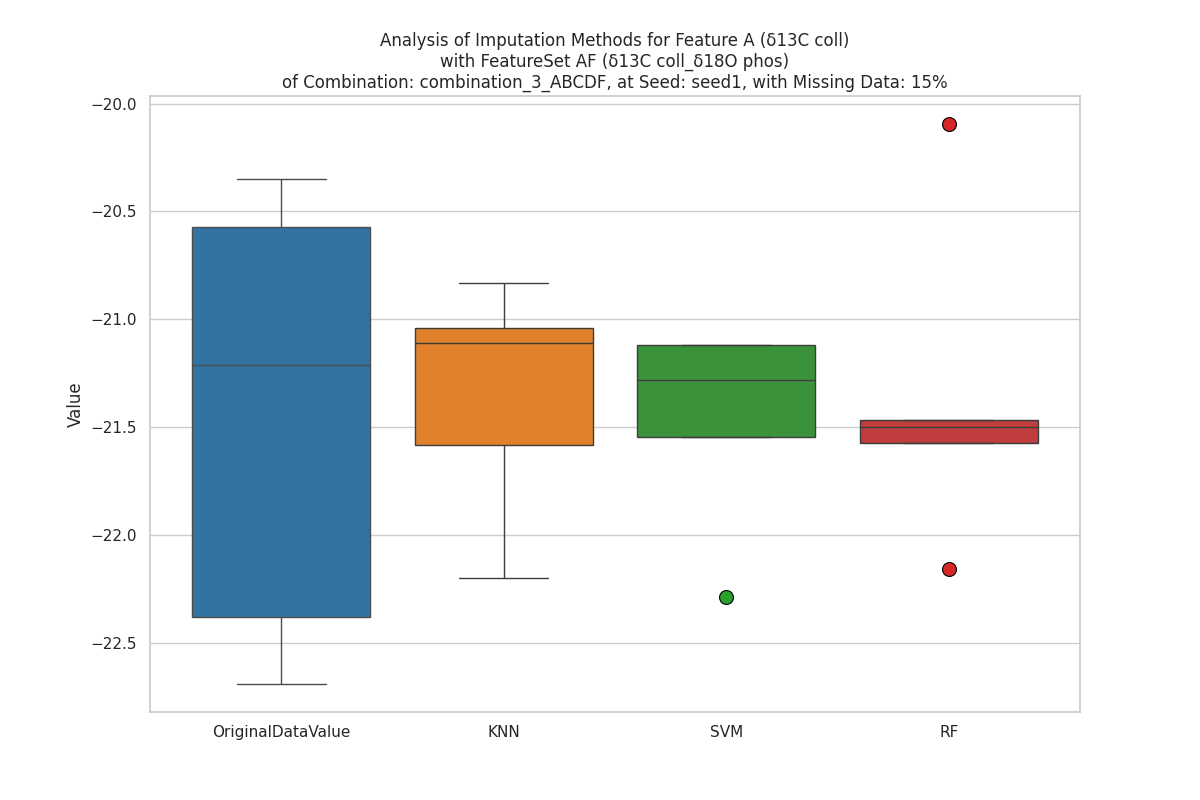 Analysis of Imputation Methods for Feature A (δ13C coll)
with FeatureSet AF (δ13C coll_δ18O phos)
of Combination: combination_3_ABCDF, at Seed: seed1, with Missing Data: 15%
−20.0
−20.5
−21.0
−21.5
−22.0
−22.5
Value
OriginalDataValue
KNN
SVM
RF